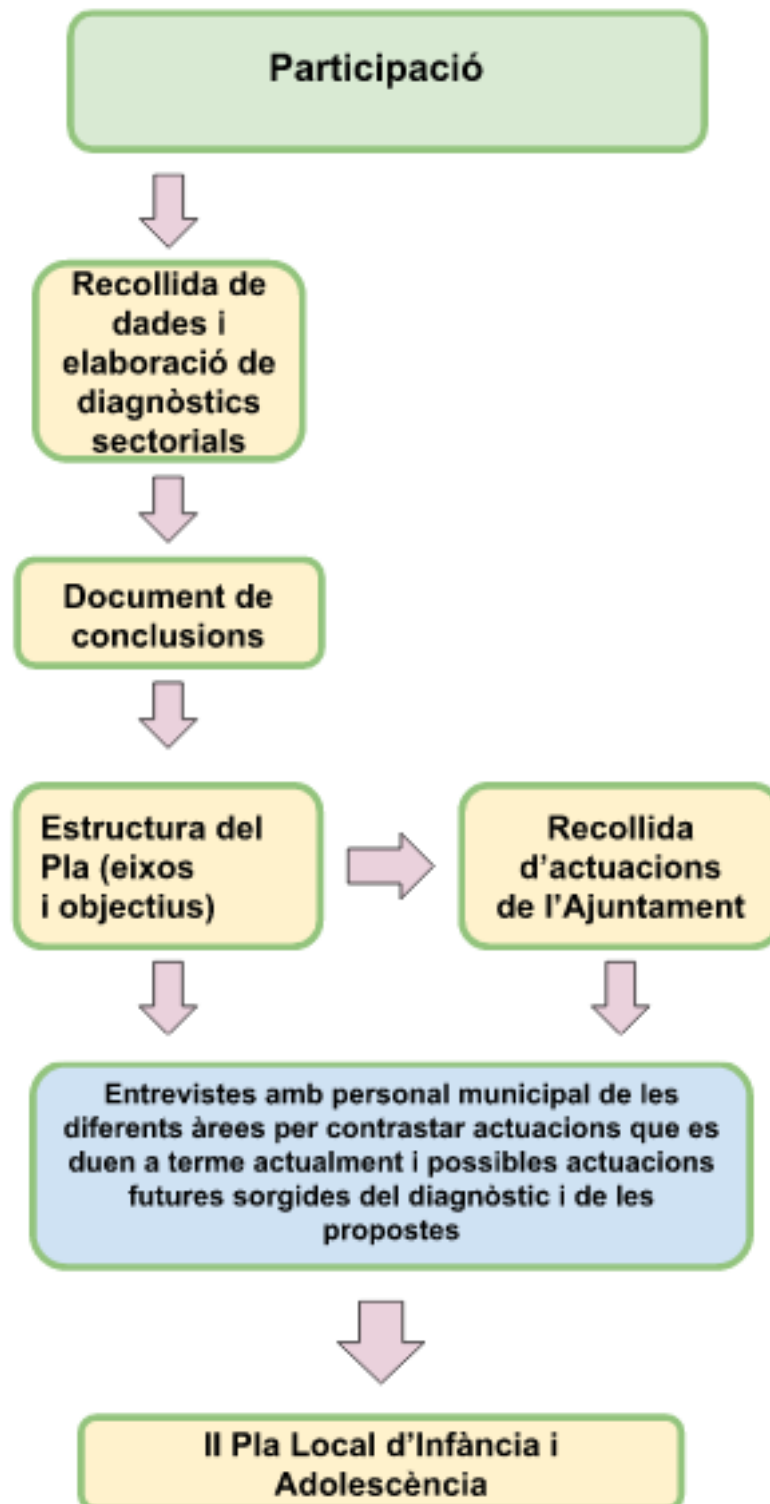 Participació
Recollida de
dades i
elaboració de
diagnòstics
sectorials
Document de
conclusions
Estructura del
Pla (eixos
i objectius)
Recollida
d’actuacions
de l’Ajuntament
Entrevistes amb personal municipal de les
diferents àrees per contrastar actuacions que es
duen a terme actualment i possibles actuacions
futures sorgides del diagnòstic i de les
propostes
II Pla Local d’Infància i
Adolescència